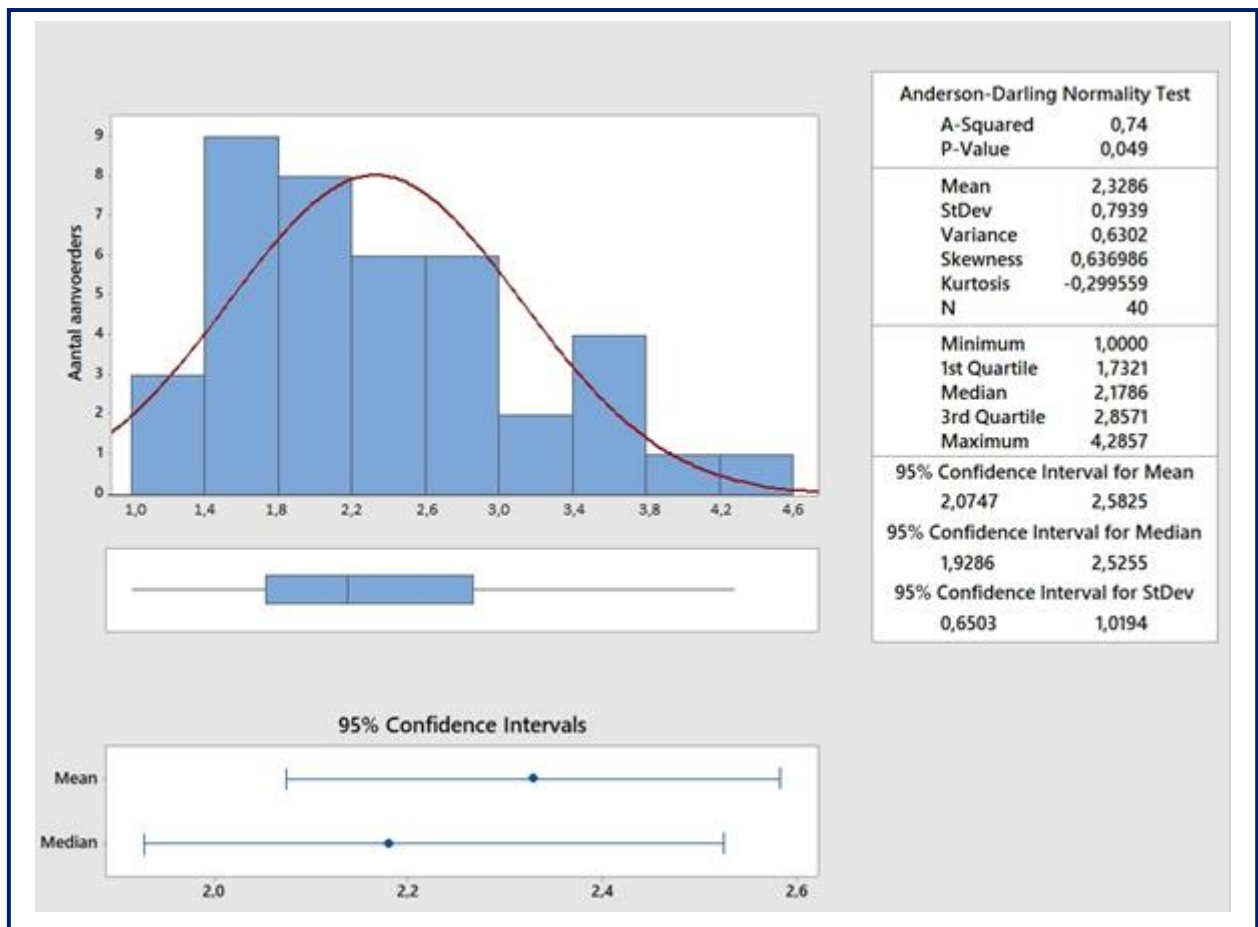 Aantal aanvoerders
9
8
7
6
5
4
3
2
1
0
1,0 1,4 1,8 2,2 2,6 3,0 3,4 3,8 4,2 4,6
95% Confidence Intervals
Mean
Median
2,0 2,2 2,4 2,6
Anderson-Darling Normality Test
A-Squared 0,74
P-Value 0,049
Mean 2,3286
StDev 0,7939
Variance 0,6302
Skewness 0,636986
Kurtosis -0,299559
N 40
Minimum 1,0000
1st Quartile 1,7321
Median 2,1786
3rd Quartile 2,8571
Maximum 4,2857
95% Confidence Interval for Mean
2,0747 2,5825
95% Confidence Interval for Median
1,9286 2,5255
95% Confidence Interval for StDev
0,6503 1,0194